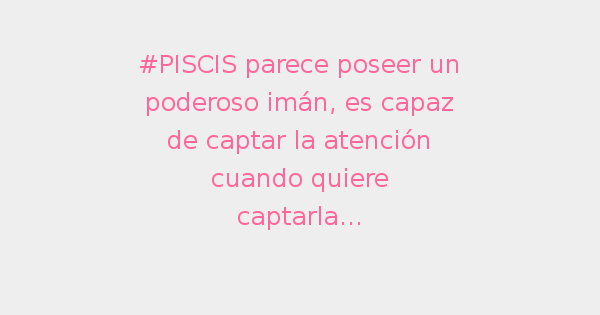 #PISCIS parece poseer un
poderoso imán, es capaz
de captar la atención
cuando quiere
captarla...